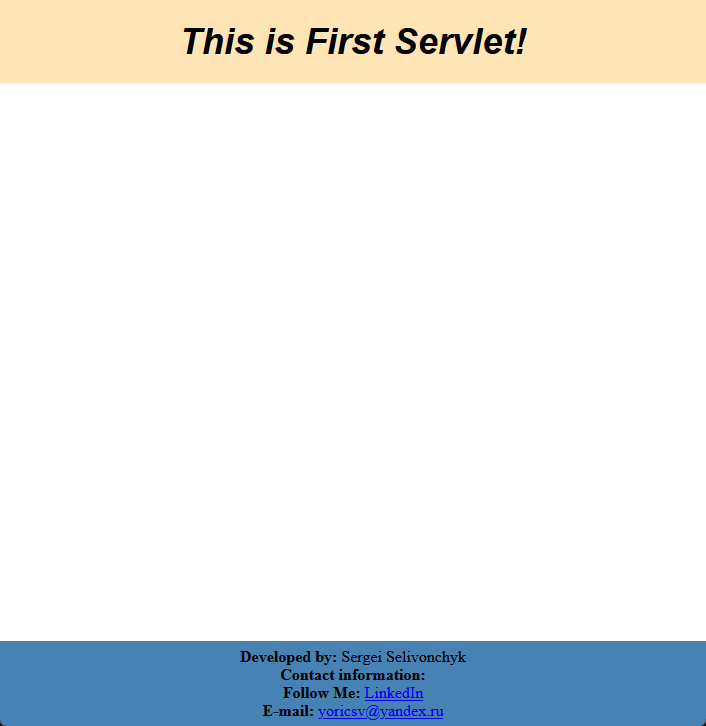 This is First Servlet!
Developed by: Sergei Selivonchyk
Contact information:
Follow Me: LinkedIn
E-mail: yoricsv@yandex.ru